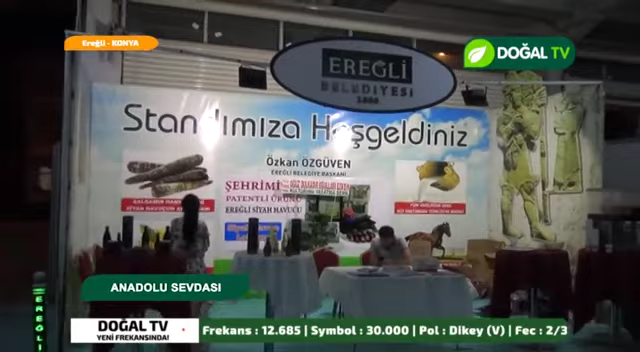 Ereğli - KONYA
DOĞAL TV
EREĞLİ
BELEDİYESİ
Standımıza Hoşgeldiniz
Özkan ÖZGÜVEN
EREĞLİ BELEDİYE BAŞKANI
ŞEHRİMİ
PATENTLİ ÜRÜNÜ
EREĞLİ SİYAH HAVUCU
ANADOLU SEVDASI
EREĞLİ
DOĞAL TV
YENİ FREKANSINDA!
Frekans : 12.685 | Symbol : 30.000 | Pol : Dikey (V) | Fec : 2/3